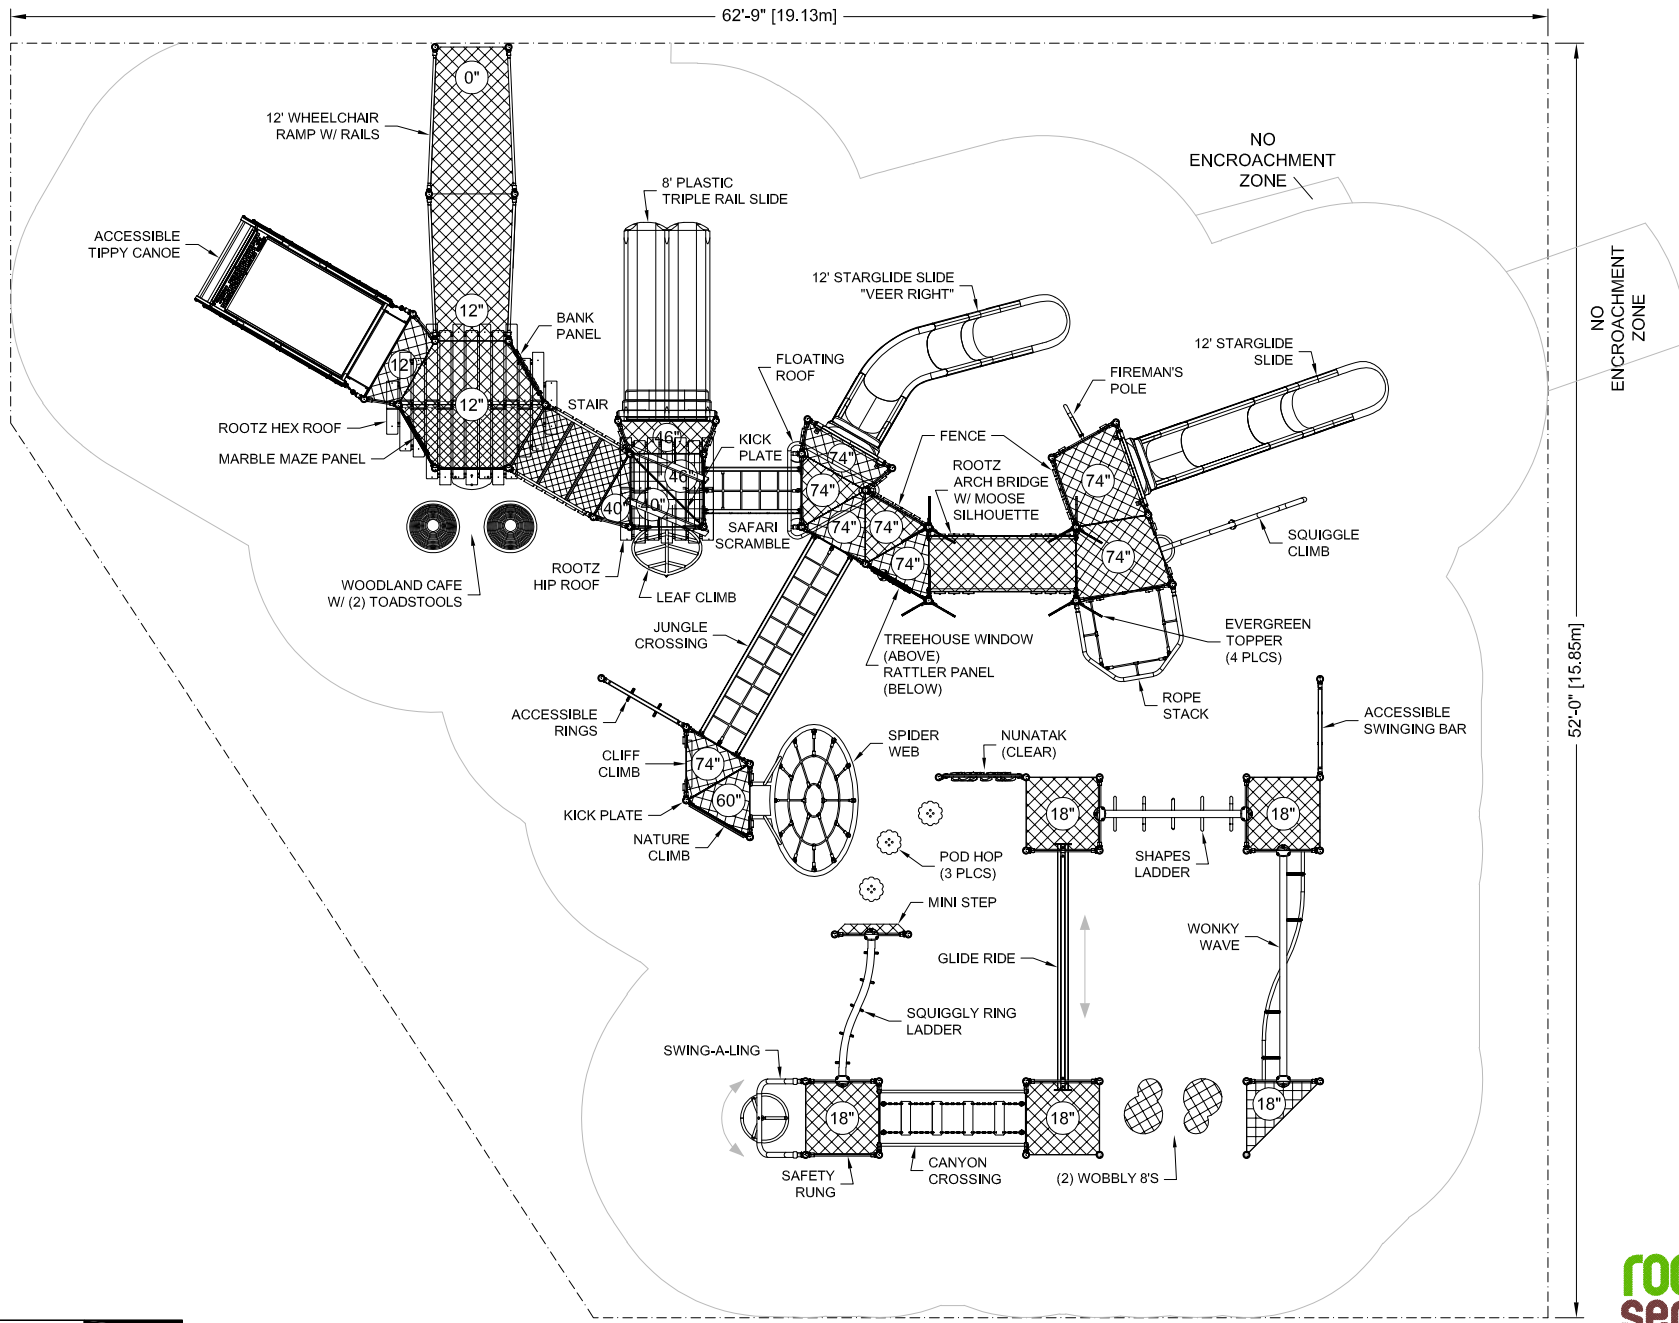 62'-9" [19.13m]
0"
12' WHEELCHAIR
RAMP W/ RAILS
NO
ENCROACHMENT
ZONE
8' PLASTIC
TRIPLE RAIL SLIDE
ACCESSIBLE
TIPPY CANOE
12' STARGLIDE SLIDE
"VEER RIGHT"
NO
ENCROACHMENT
ZONE
12"
BANK
PANEL
12' STARGLIDE
SLIDE
12"
FLOATING
ROOF
FIREMAN'S
POLE
12"
STAIR
ROOTZ HEX ROOF
MARBLE MAZE PANEL
46"
KICK
PLATE
FENCE
74"
46"
74"
ROOTZ
ARCH BRIDGE
W/ MOOSE
SILHOUETTE
74"
40"
40"
74"
74"
SAFARI
SCRAMBLE
SQUIGGLE
CLIMB
74"
74"
ROOTZ
HIP ROOF
WOODLAND CAFE
W/ (2) TOADSTOOLS
LEAF CLIMB
JUNGLE
CROSSING
TREEHOUSE WINDOW
(ABOVE)
RATTLER PANEL
(BELOW)
EVERGREEN
TOPPER
(4 PLCS)
52'-0" [15.85m]
ROPE
STACK
ACCESSIBLE
RINGS
ACCESSIBLE
SWINGING BAR
SPIDER
WEB
NUNATAK
(CLEAR)
CLIFF
CLIMB
74"
60"
KICK PLATE
18"
18"
NATURE
CLIMB
POD HOP
(3 PLCS)
SHAPES
LADDER
MINI STEP
WONKY
WAVE
GLIDE RIDE
SQUIGGLY RING
LADDER
SWING-A-LING
18"
18"
18"
SAFETY
RUNG
CANYON
CROSSING
(2) WOBBLY 8'S